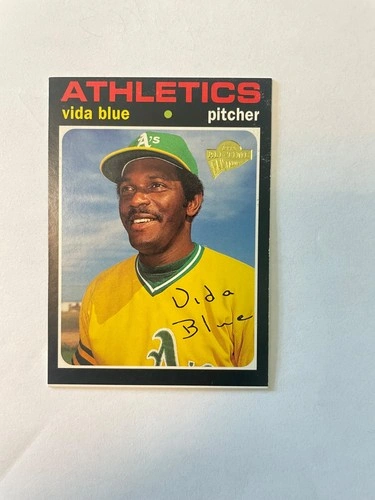 ATHLETICS
vida blue • pitcher
A's
Vida
Blue
A's